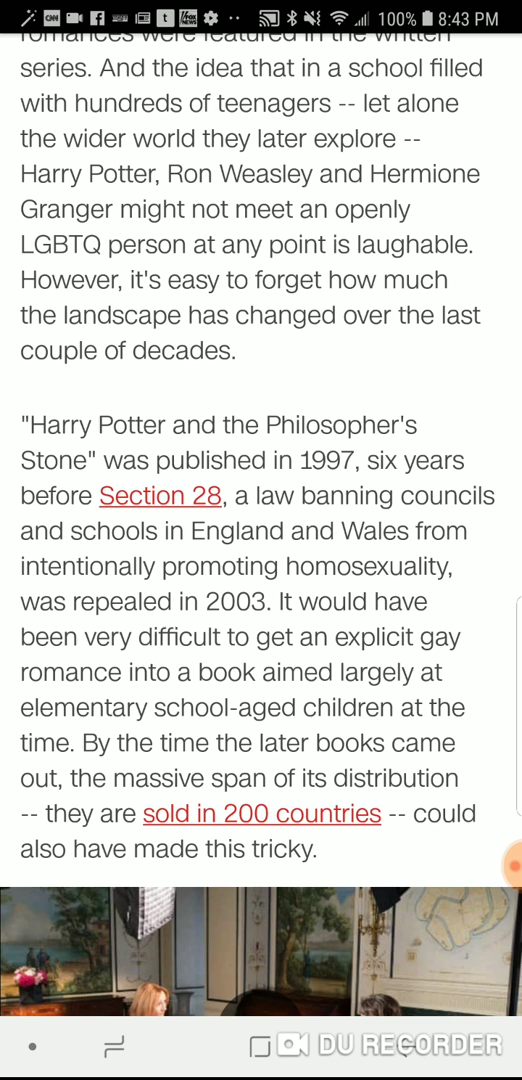 100% 8:43 PM
romances were featured in the written
series. And the idea that in a school filled
with hundreds of teenagers -- let alone
the wider world they later explore --
Harry Potter, Ron Weasley and Hermione
Granger might not meet an openly
LGBTQ person at any point is laughable.
However, it's easy to forget how much
the landscape has changed over the last
couple of decades.
"Harry Potter and the Philosopher's
Stone" was published in 1997, six years
before Section 28, a law banning councils
and schools in England and Wales from
intentionally promoting homosexuality,
was repealed in 2003. It would have
been very difficult to get an explicit gay
romance into a book aimed largely at
elementary school-aged children at the
time. By the time the later books came
out, the massive span of its distribution
-- they are sold in 200 countries -- could
also have made this tricky.
DU RECORDER